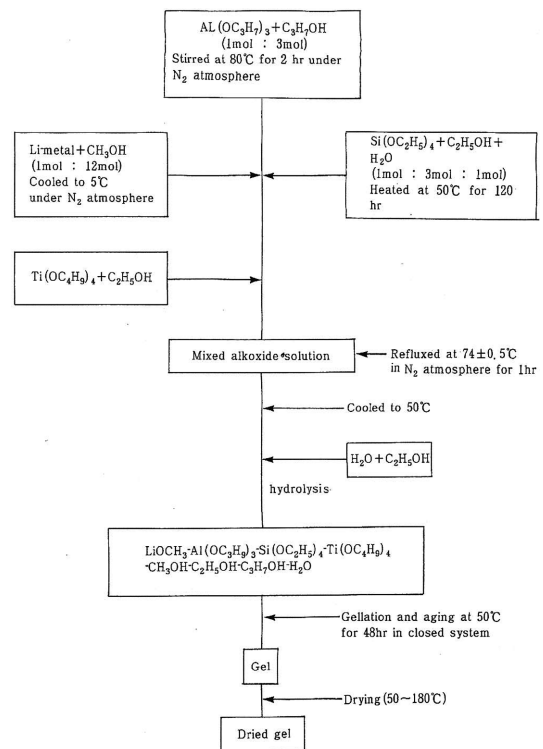 AL(OC₃H₇)₃+C₃H₇OH
(1mol : 3mol)
Stirred at 80℃ for 2 hr under
N₂ atmosphere
Li-metal+CH₃OH
(1mol : 12mol)
Cooled to 5℃
under N₂ atmosphere
Si(OC₂H₅)₄+C₂H₅OH+
H₂O
(1mol : 3mol : 1mol)
Heated at 50℃ for 120
hr
Ti(OC₄H₉)₄+C₂H₅OH
Mixed alkoxide solution
Refluxed at 74±0.5℃
in N₂ atmosphere for 1hr
Cooled to 50℃
H₂O+C₂H₅OH
hydrolysis
LiOCH₃-Al(OC₃H₉)₃-Si(OC₂H₅)₄-Ti(OC₄H₉)₄
-CH₃OH-C₂H₅OH-C₃H₇OH-H₂O
Gellation and aging at 50℃
for 48hr in closed system
Gel
Drying(50~180℃)
Dried gel